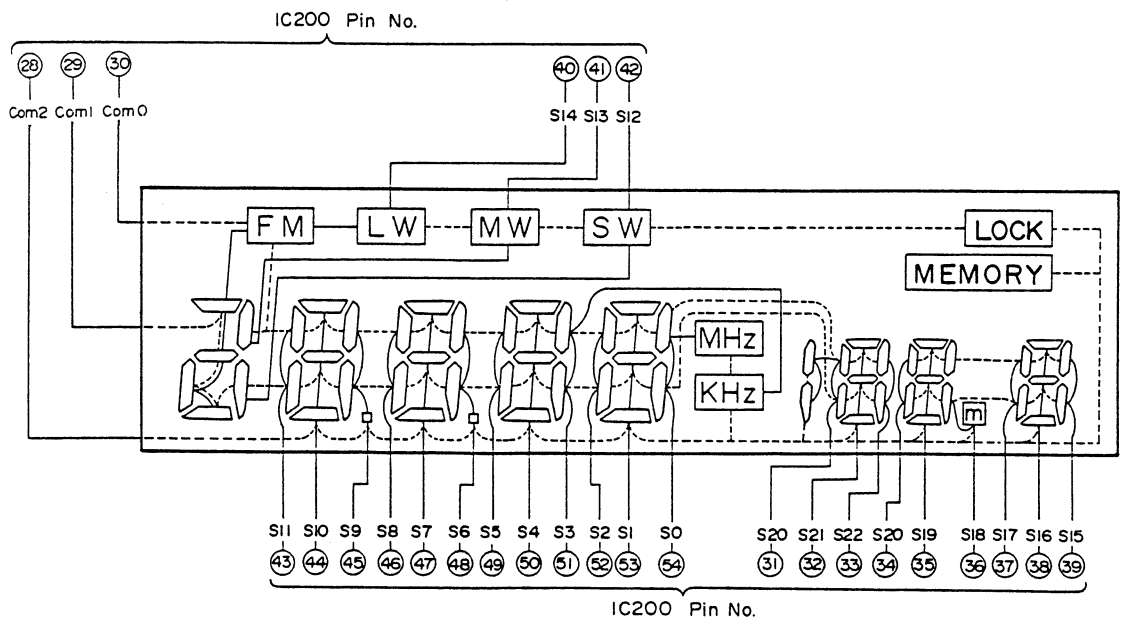 IC200 Pin No.
28 29 30 40 41 42
Com2 Com1 Com0 S14 S13 S12
FM LW MW SW LOCK
MEMORY
MHz
KHz
m
S11 S10 S9 S8 S7 S6 S5 S4 S3 S2 S1 S0 S20 S21 S22 S20 S19 S18 S17 S16 S15
43 44 45 46 47 48 49 50 51 52 53 54 31 32 33 34 35 36 37 38 39
IC200 Pin No.